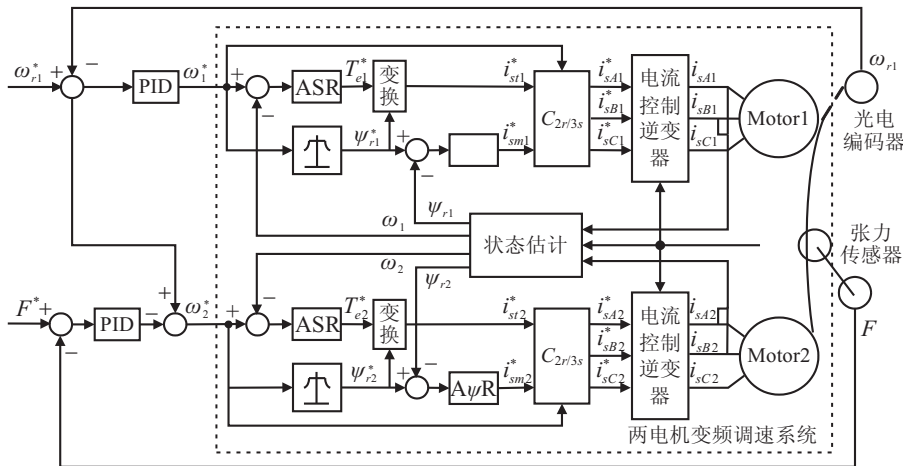 ω*r1 + − PID ω*1 + − ASR T*e1 变换 i*st1 C2r/3s i*sA1 i*sB1 i*sC1 电流控制逆变器 isA1 isB1 isC1 Motor1 ωr1
光电
编码器
ψ*r1 + − i*sm1
ψr1
ω1
状态估计
ω2
ψr2
张力
传感器
F*+ − PID − + ω*2 + − ASR T*e2 变换 i*st2 C2r/3s i*sA2 i*sB2 i*sC2 电流控制逆变器 isA2 isB2 isC2 Motor2 F
ψ*r2 + − AψR i*sm2
两电机变频调速系统